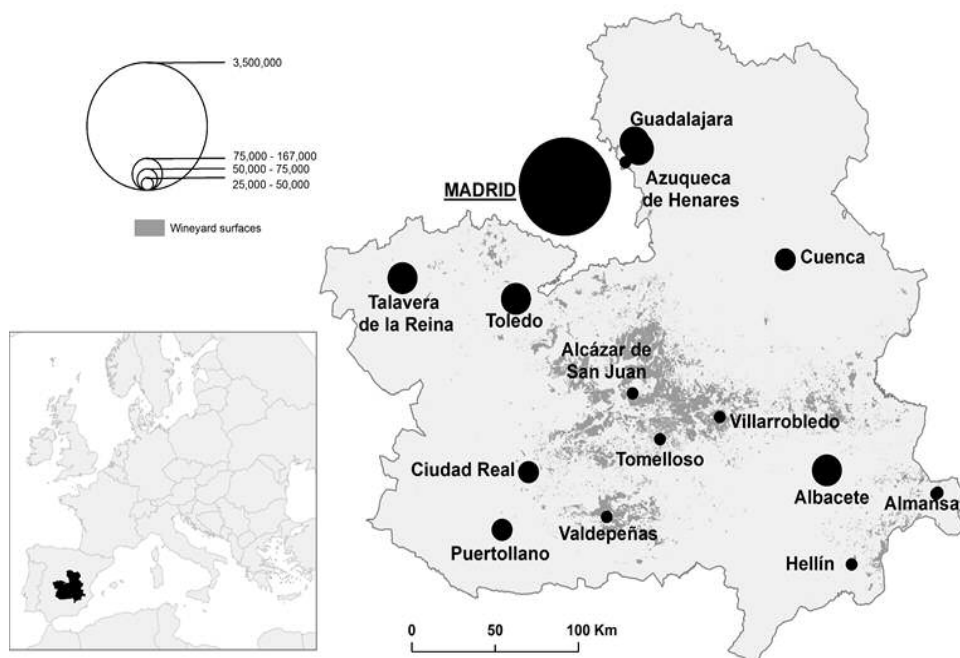 3,500,000
75,000 - 167,000
50,000 - 75,000
25,000 - 50,000
Wineyard surfaces
Guadalajara
MADRID
Azuqueca
de Henares
Cuenca
Talavera
de la Reina
Toledo
Alcázar de
San Juan
Villarrobledo
Tomelloso
Ciudad Real
Albacete
Almansa
Puertollano
Valdepeñas
Hellín
0 50 100 Km